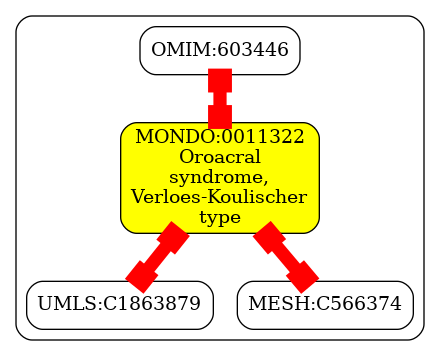 OMIM:603446
MONDO:0011322
Oroacral
syndrome,
Verloes-Koulischer
type
UMLS:C1863879
MESH:C566374